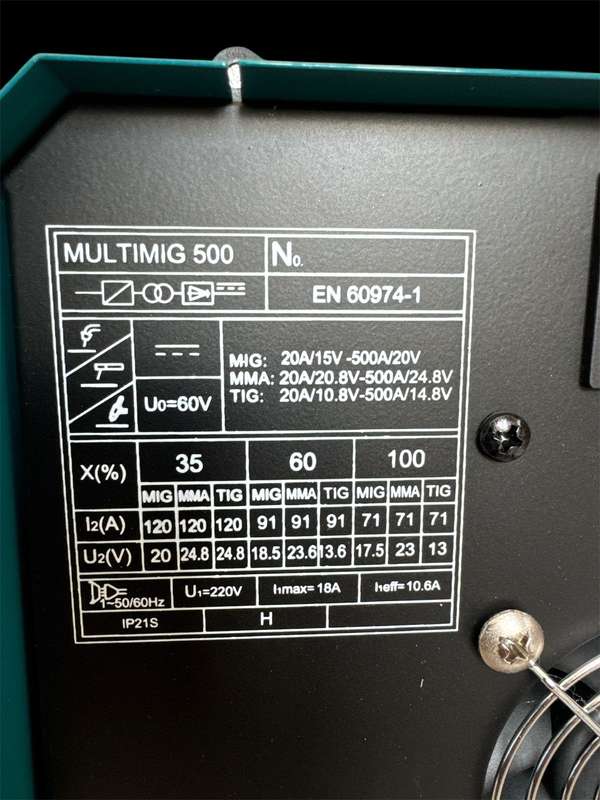 MULTIMIG 500 No.
EN 60974-1
U0=60V
MIG: 20A/15V -500A/20V
MMA: 20A/20.8V-500A/24.8V
TIG: 20A/10.8V-500A/14.8V
X(%) 35 60 100
MIG MMA TIG MIG MMA TIG MIG MMA TIG
I2(A) 120 120 120 91 91 91 71 71 71
U2(V) 20 24.8 24.8 18.5 23.6 13.6 17.5 23 13
1~50/60Hz U1=220V I1max=18A I1eff=10.6A
IP21S H